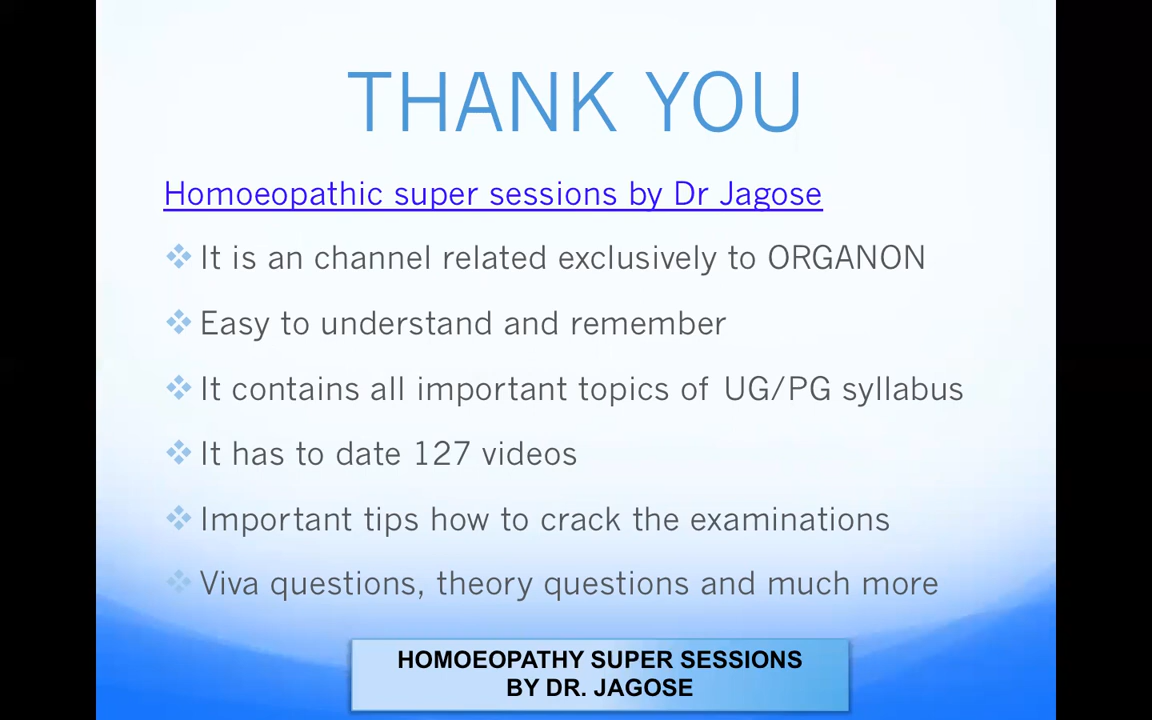 THANK YOU
Homoeopathic super sessions by Dr Jagose
It is an channel related exclusively to ORGANON
Easy to understand and remember
It contains all important topics of UG/PG syllabus
It has to date 127 videos
Important tips how to crack the examinations
Viva questions, theory questions and much more
HOMOEOPATHY SUPER SESSIONS
BY DR. JAGOSE